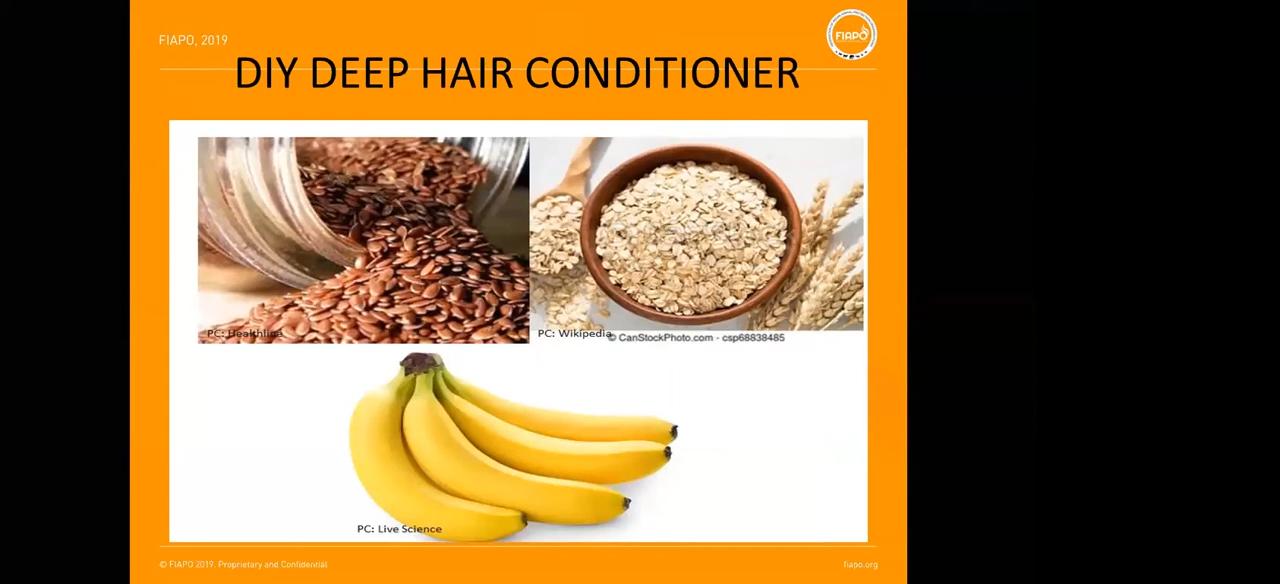 FIAPO, 2019
FIAPO
DIY DEEP HAIR CONDITIONER
PC: Healthline
PC: Wikipedia
© CanStockPhoto.com - csp68838485
PC: Live Science
© FIAPO 2019. Proprietary and Confidential
fiapo.org